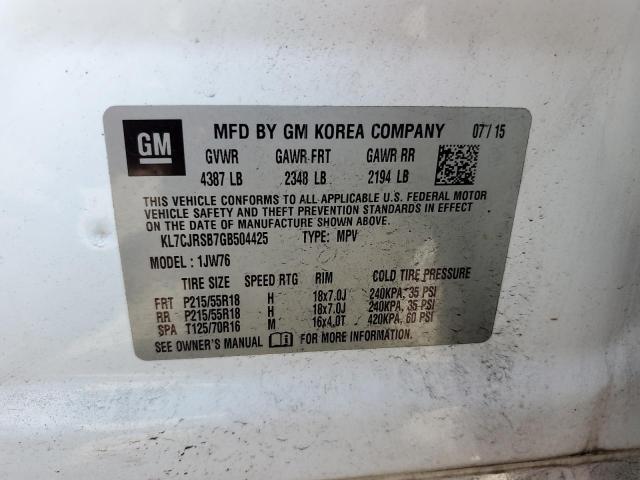 GM MFD BY GM KOREA COMPANY 07/15
GVWR GAWR FRT GAWR RR
4387 LB 2348 LB 2194 LB
THIS VEHICLE CONFORMS TO ALL APPLICABLE U.S. FEDERAL MOTOR
VEHICLE SAFETY AND THEFT PREVENTION STANDARDS IN EFFECT
ON THE DATE OF MANUFACTURE SHOWN ABOVE.
KL7CJRSB7GB504425 TYPE: MPV
MODEL : 1JW76
TIRE SIZE SPEED RTG RIM COLD TIRE PRESSURE
FRT P215/55R18 H 18x7.0J 240KPA, 35 PSI
RR P215/55R18 H 18x7.0J 240KPA, 35 PSI
SPA T125/70R16 M 16x4.0T 420KPA, 60 PSI
SEE OWNER'S MANUAL FOR MORE INFORMATION.